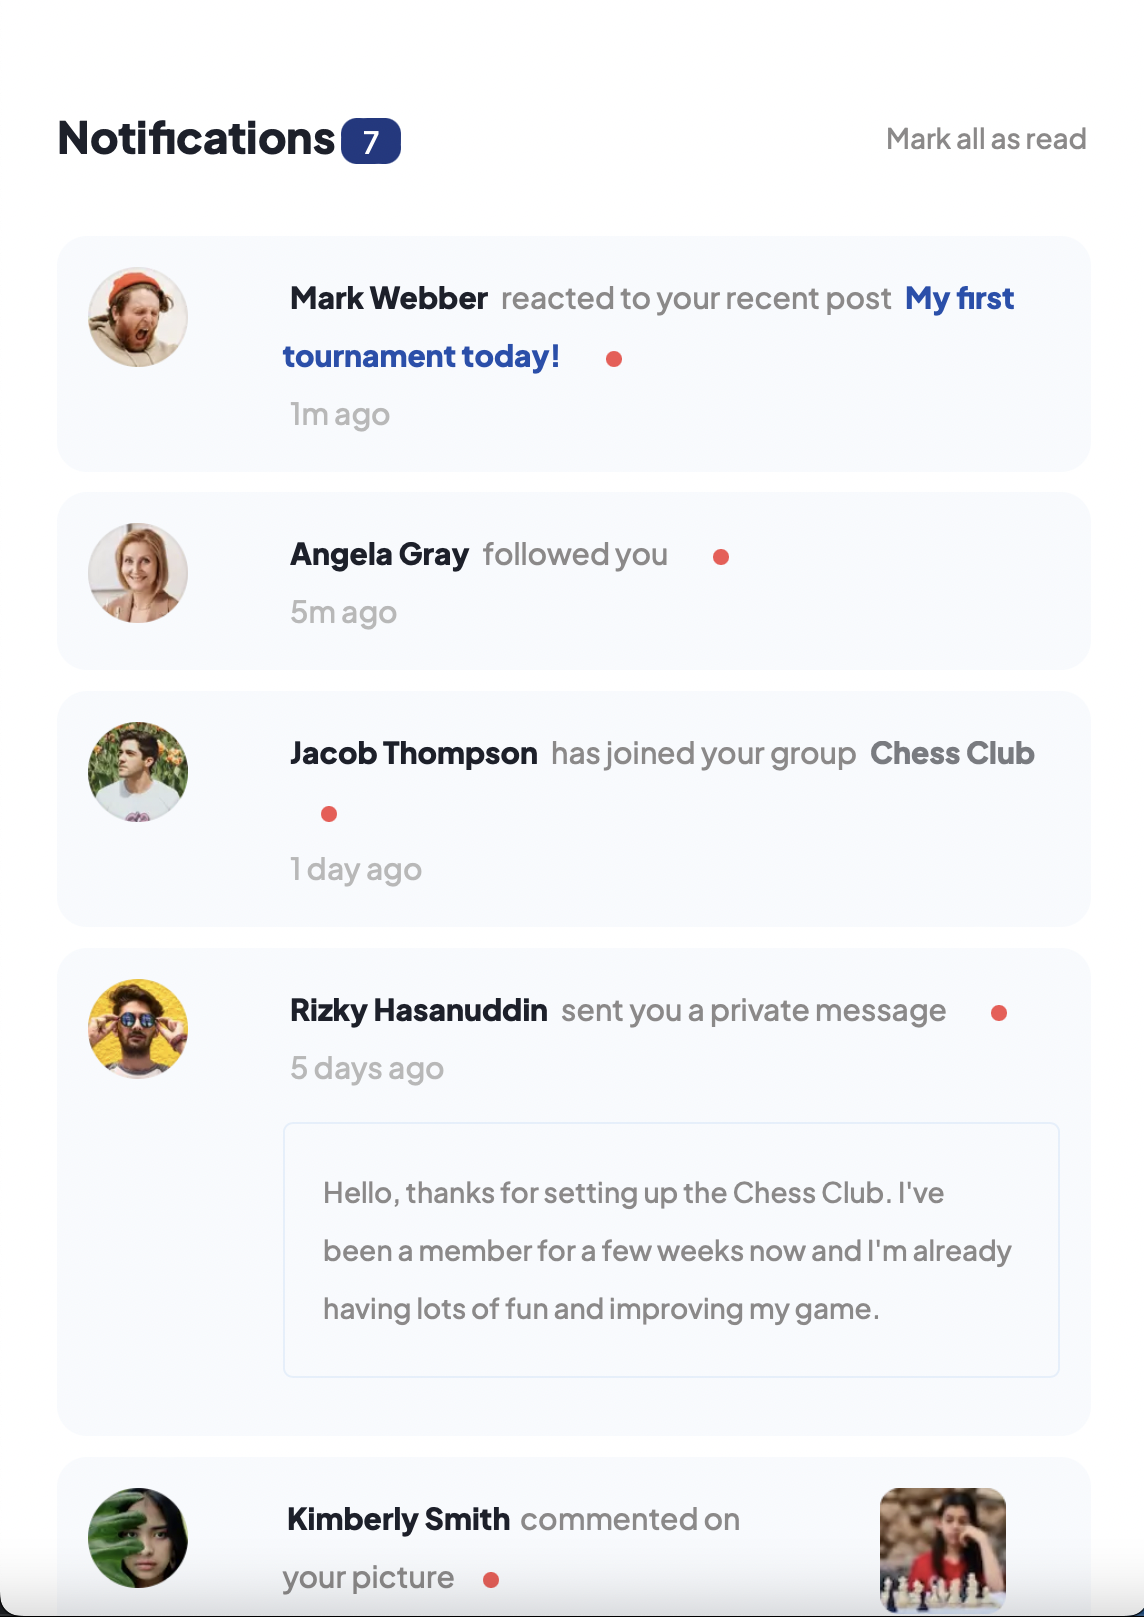 Notifications 7
Mark all as read
Mark Webber reacted to your recent post My first
tournament today!
1m ago
Angela Gray followed you
5m ago
Jacob Thompson has joined your group Chess Club
1 day ago
Rizky Hasanuddin sent you a private message
5 days ago
Hello, thanks for setting up the Chess Club. I've
been a member for a few weeks now and I'm already
having lots of fun and improving my game.
Kimberly Smith commented on
your picture